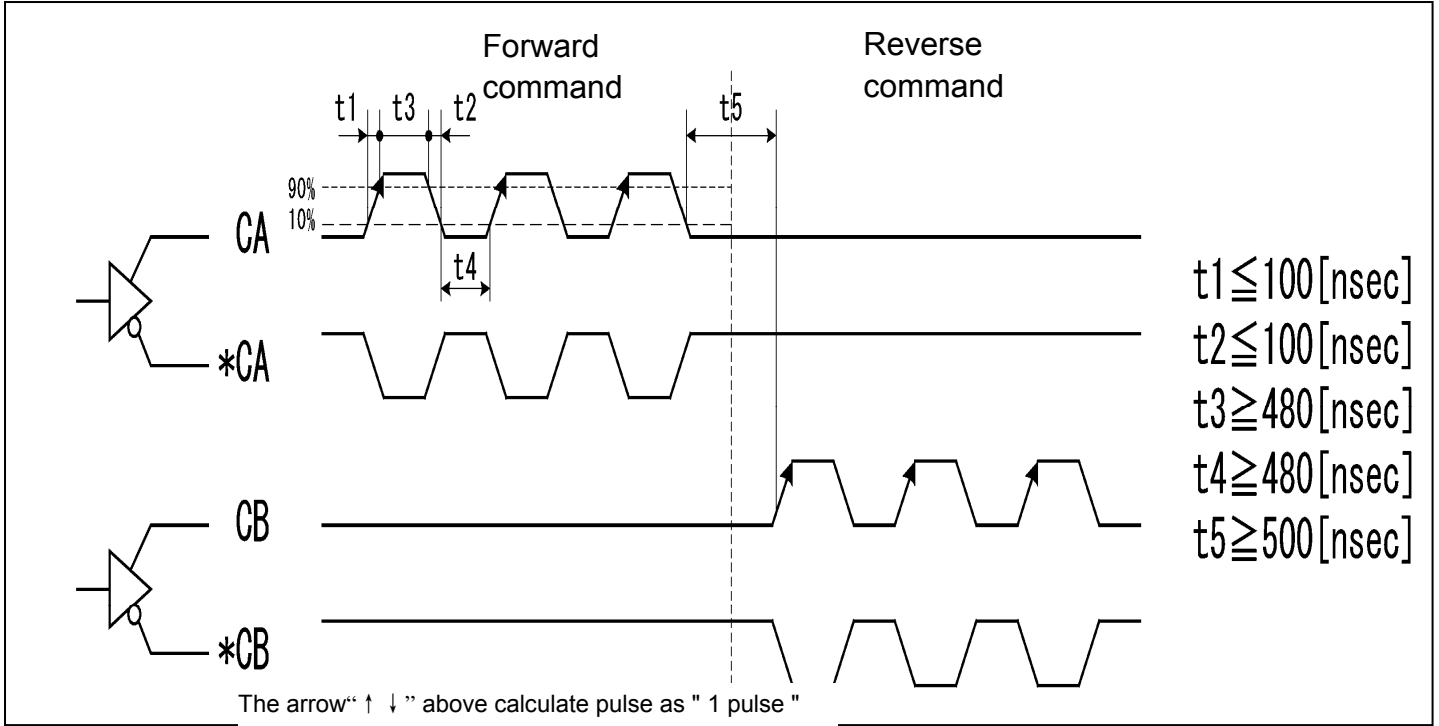 Forward
command
Reverse
command
t1 t3 t2
t5
90%
10%
CA
t4
*CA
CB
*CB
t1≦100[nsec]
t2≦100[nsec]
t3≧480[nsec]
t4≧480[nsec]
t5≧500[nsec]
The arrow“ ↑ ↓ ” above calculate pulse as " 1 pulse "